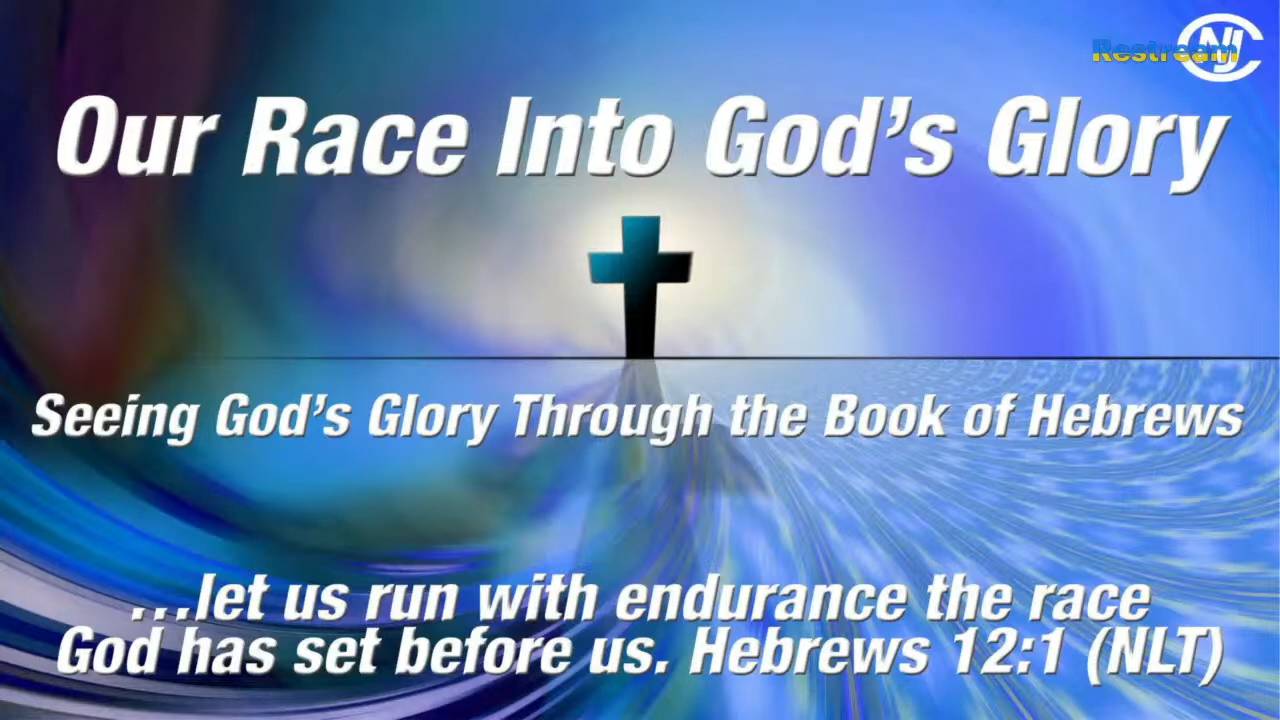 Restream
NJC
Our Race Into God's Glory
Seeing God's Glory Through the Book of Hebrews
...let us run with endurance the race
God has set before us. Hebrews 12:1 (NLT)